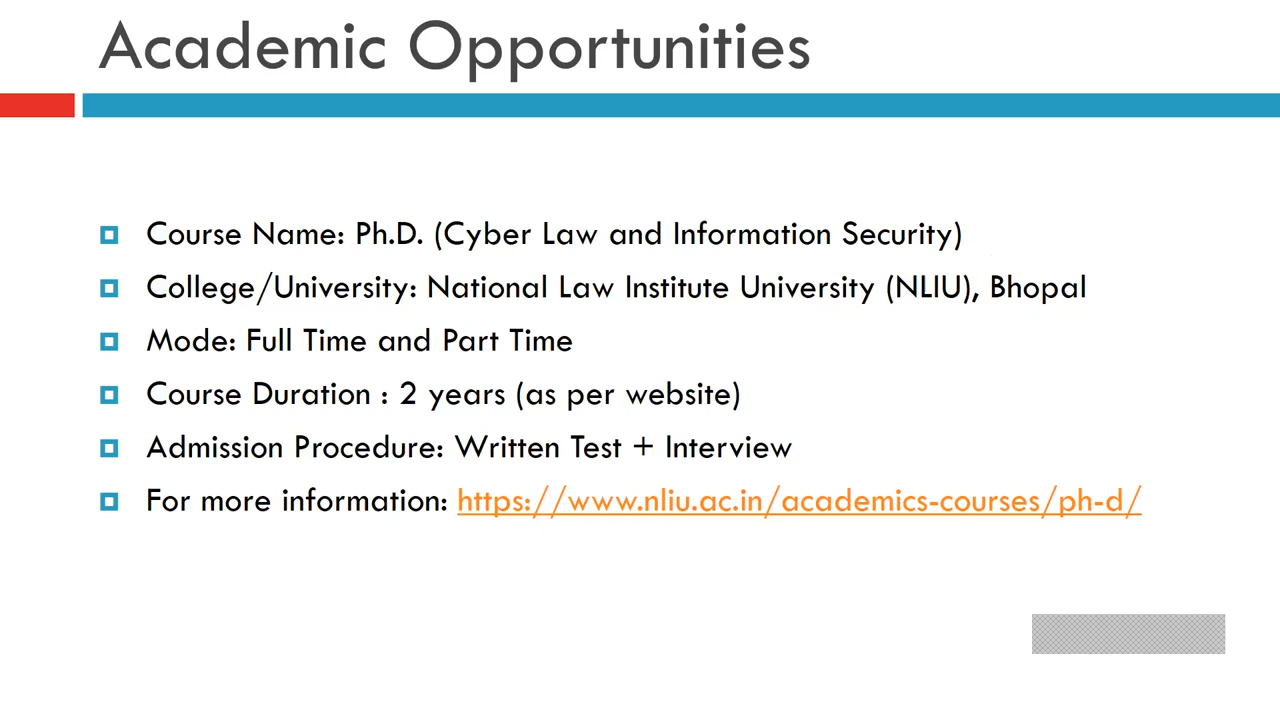 Academic Opportunities
Course Name: Ph.D. (Cyber Law and Information Security)
College/University: National Law Institute University (NLIU), Bhopal
Mode: Full Time and Part Time
Course Duration : 2 years (as per website)
Admission Procedure: Written Test + Interview
For more information: https://www.nliu.ac.in/academics-courses/ph-d/